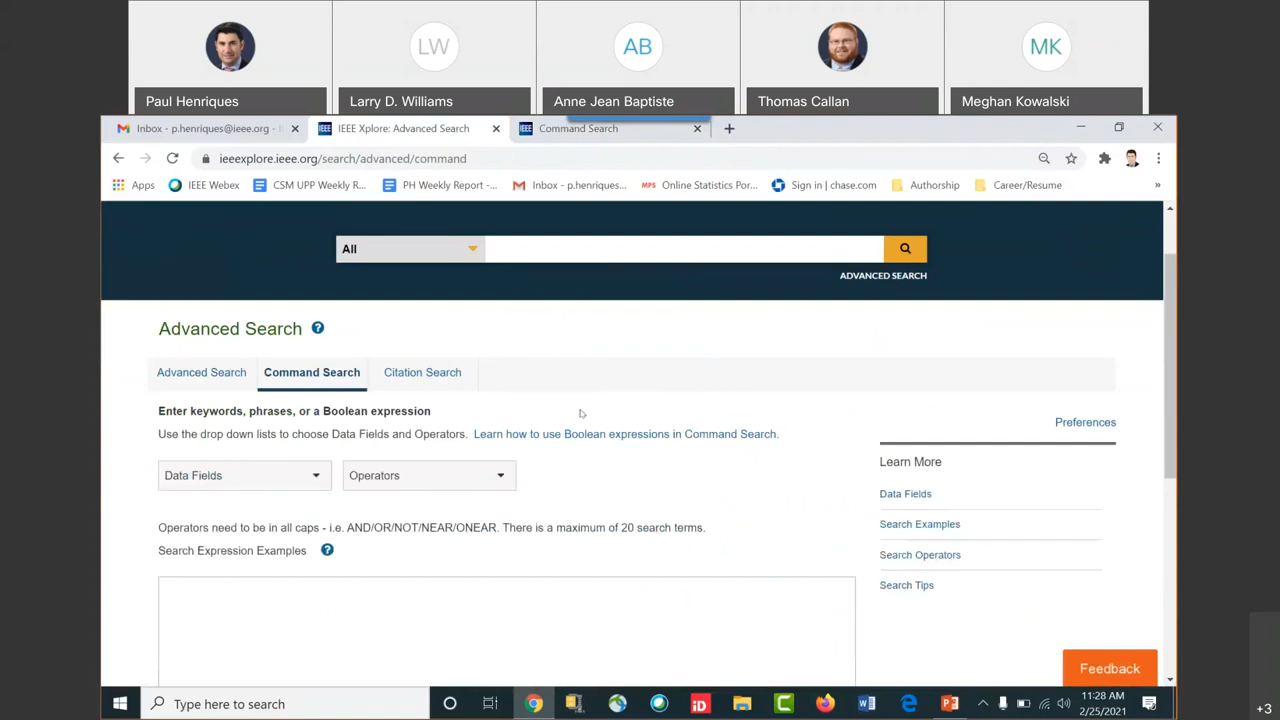 LW
AB
MK
Paul Henriques
Larry D. Williams
Anne Jean Baptiste
Thomas Callan
Meghan Kowalski
Inbox - p.henriques@ieee.org -
IEEE Xplore: Advanced Search
Command Search
ieeexplore.ieee.org/search/advanced/command
Apps
IEEE Webex
CSM UPP Weekly R...
PH Weekly Report -...
Inbox - p.henriques...
MPS
Online Statistics Por...
Sign in | chase.com
Authorship
Career/Resume
»
All
ADVANCED SEARCH
Advanced Search ?
Advanced Search
Command Search
Citation Search
Enter keywords, phrases, or a Boolean expression
Preferences
Use the drop down lists to choose Data Fields and Operators. Learn how to use Boolean expressions in Command Search.
Learn More
Data Fields
Operators
Data Fields
Search Examples
Operators need to be in all caps - i.e. AND/OR/NOT/NEAR/ONEAR. There is a maximum of 20 search terms.
Search Expression Examples ?
Search Operators
Search Tips
Feedback
Type here to search
iD
11:28 AM
2/25/2021
+3